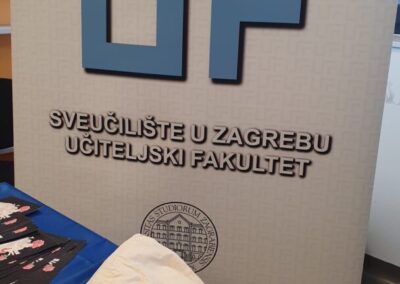 UF
SVEUČILIŠTE U ZAGREBU
UČITELJSKI FAKULTET